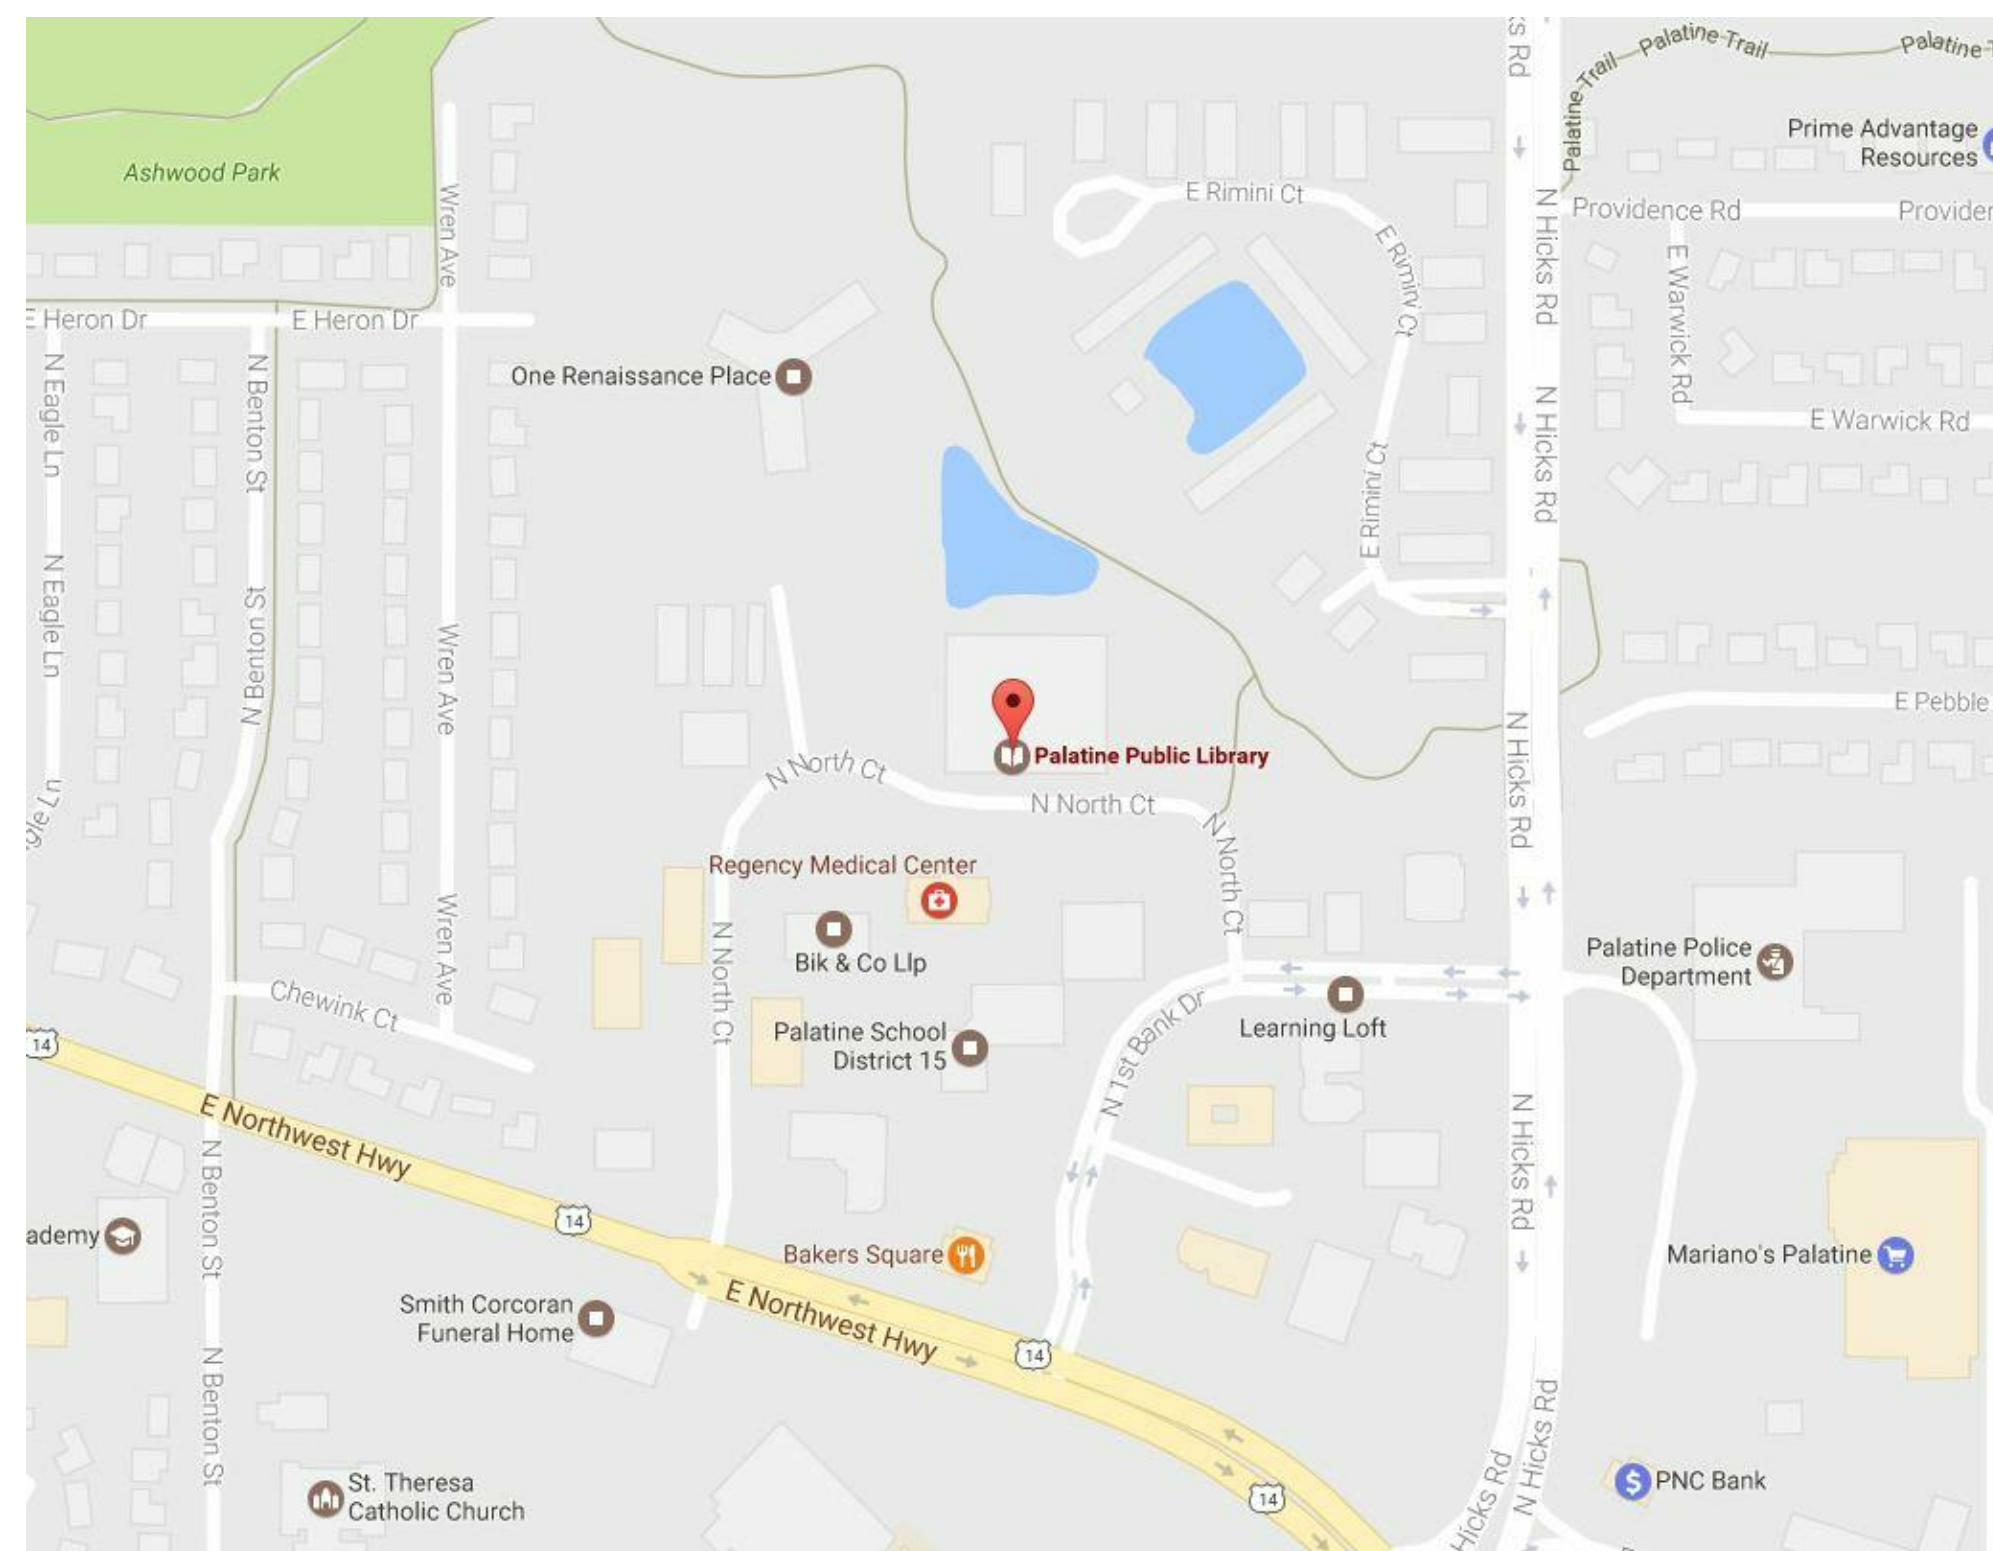 Palatine Trail
Palatine
Palatine Trail
Prime Advantage
Resources
Ashwood Park
Wren Ave
E Rimini Ct
N Hicks Rd
Providence Rd
E Rimini Ct
E Warwick Rd
E Heron Dr
E Heron Dr
N Eagle Ln
N Benton St
One Renaissance Place
N Hicks Rd
E Warwick Rd
E Rimini Ct
N Eagle Ln
N Benton St
Wren Ave
E Pebble
N Hicks Rd
N North Ct
Palatine Public Library
N North Ct
N North Ct
Regency Medical Center
Wren Ave
N North Ct
Bik & Co Llp
Palatine Police
Department
Chewink Ct
14
N 1st Bank Dr
Learning Loft
Palatine School
District 15
E Northwest Hwy
N Hicks Rd
N Benton St
14
ademy
Bakers Square
Mariano's Palatine
Smith Corcoran
Funeral Home
E Northwest Hwy
14
N Benton St
N Hicks Rd
Hicks Rd
St. Theresa
Catholic Church
14
PNC Bank